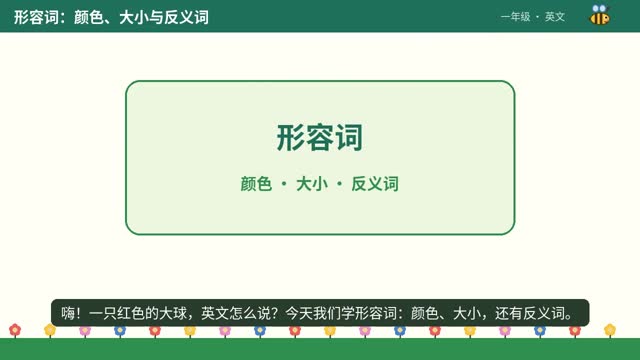 形容词：颜色、大小与反义词
一年级 · 英文
形容词
颜色 · 大小 · 反义词
嗨！一只红色的大球，英文怎么说？今天我们学形容词：颜色、大小，还有反义词。